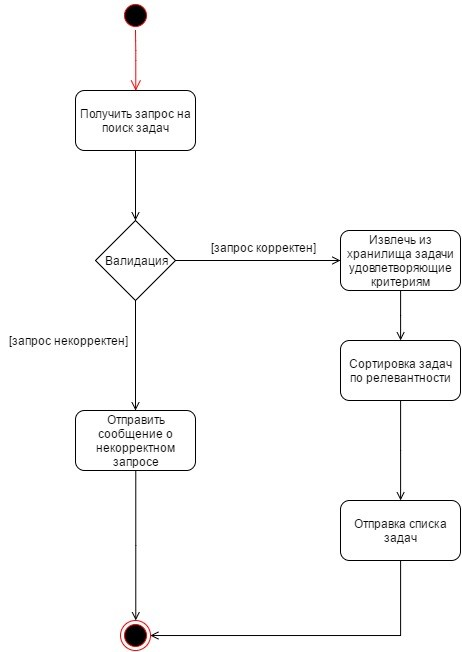 Получить запрос на
поиск задач
Валидация
[запрос корректен]
Извлечь из
хранилища задачи
удовлетворяющие
критериям
[запрос некорректен]
Сортировка задач
по релевантности
Отправить
сообщение о
некорректном
запросе
Отправка списка
задач